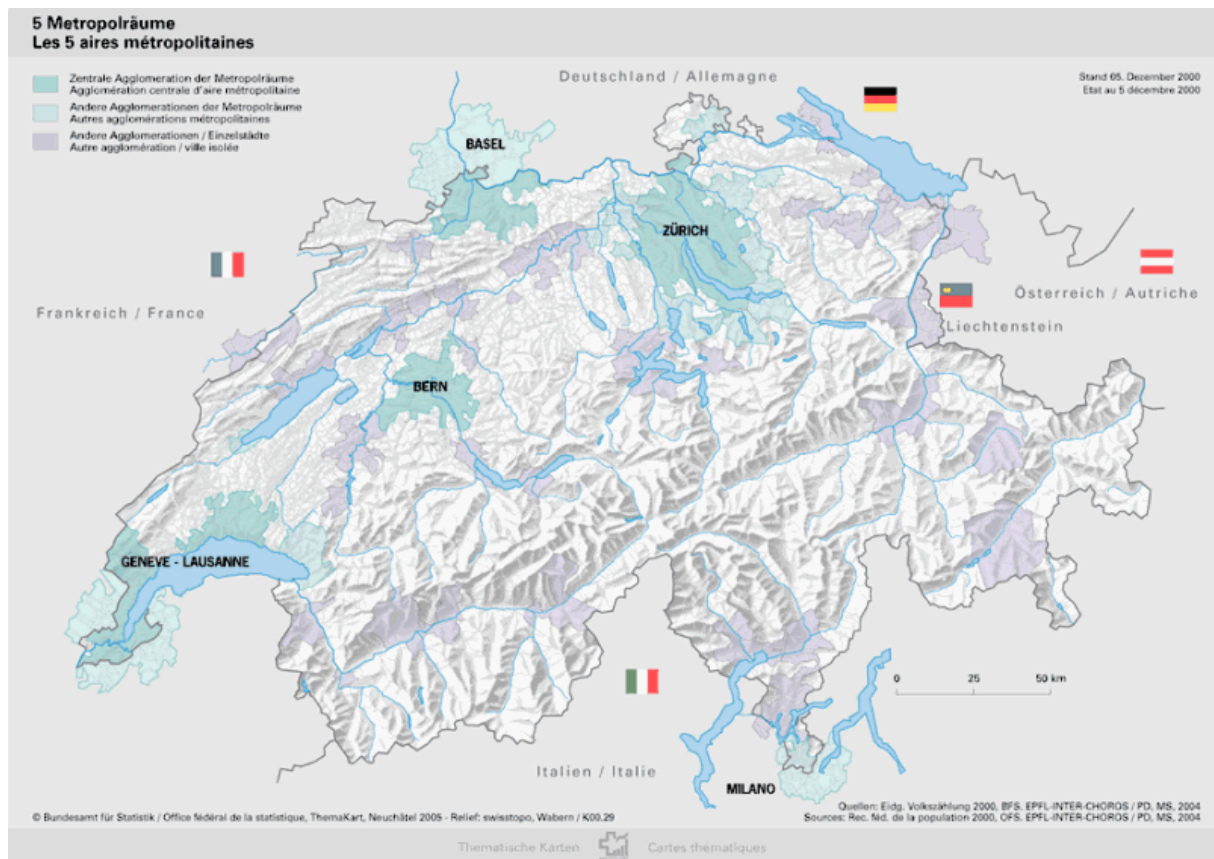 5 Metropolräume
Les 5 aires métropolitaines
Zentrale Agglomeration der Metropolräume
Agglomération centrale d'aire métropolitaine
Andere Agglomerationen der Metropolräume
Autres agglomérations métropolitaines
Andere Agglomerationen / Einzelstädte
Autre agglomération / ville isolée
Deutschland / Allemagne
Stand 05. Dezember 2000
Etat au 5 décembre 2000
BASEL
ZÜRICH
Frankreich / France
Österreich / Autriche
Liechtenstein
BERN
GENEVE - LAUSANNE
0 25 50 km
Italien / Italie
MILANO
Quellen: Eidg. Volkszählung 2000, BFS. EPFL-INTER-CHOROS / PD, MS, 2004
Sources: Rec. féd. de la population 2000, OFS. EPFL-INTER-CHOROS / PD, MS, 2004
© Bundesamt für Statistik / Office fédéral de la statistique, ThemaKart, Neuchâtel 2005 - Relief: swisstopo, Wabern / K00.29
Thematische Karten Cartes thématiques